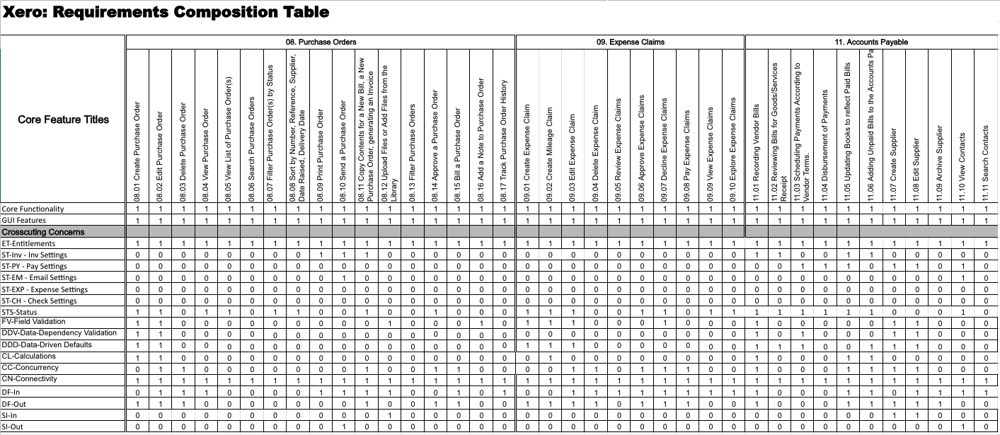 Xero: Requirements Composition Table
08. Purchase Orders 09. Expense Claims 11. Accounts Payable
Core Feature Titles
08.01 Create Purchase Order
08.02 Edit Purchase Order
08.03 Delete Purchase Order
08.04 View Purchase Order
08.05 View List of Purchase Order(s)
08.06 Search Purchase Orders
08.07 Filter Purchase Order(s) by Status
08.08 Sort by Number, Reference, Supplier,
Date Raised, Delivery Date
08.09 Print Purchase Order
08.10 Send a Purchase Order
08.11 Copy Contents for a New Bill, a New
Purchase Order, generating an Invoice
08.12 Upload Files or Add Files from the
Library
08.13 Filter Purchase Orders
08.14 Approve a Purchase Order
08.15 Bill a Purchase Order
08.16 Add a Note to Purchase Order
08.17 Track Purchase Order History
09.01 Create Expense Claim
09.02 Create Mileage Claim
09.03 Edit Expense Claim
09.04 Delete Expense Claim
09.05 Review Expense Claims
09.06 Approve Expense Claims
09.07 Decline Expense Claims
09.08 Pay Expense Claims
09.09 View Expense Claims
09.10 Explore Expense Claims
11.01 Recording Vendor Bills
11.02 Reviewing Bills for Goods/Services
Receipt
11.03 Scheduling Payments According to
Vendor Terms.
11.04 Disbursement of Payments
11.05 Updating Books to reflect Paid Bills
11.06 Adding Unpaid Bills to the Accounts Pa
11.07 Create Supplier
11.08 Edit Supplier
11.09 Archive Supplier
11.10 View Contacts
11.11 Search Contacts
Core Functionality 1 1 1 1 1 1 1 1 1 1 1 1 1 1 1 1 1 1 1 1 1 1 1 1 1 1 1 1 1 1 1 1 1 1 1 1 1 1
GUI Features 1 1 1 1 1 1 1 1 1 1 1 1 1 1 1 1 1 1 1 1 1 1 1 1 1 1 1 1 1 1 1 1 1 1 1 1 1 1
Crosscuting Concerns
ET-Entitlements 1 1 1 1 1 1 1 1 1 1 1 1 1 1 1 1 1 1 1 1 1 1 1 1 1 1 1 1 1 1 1 1 1 1 1 1 1 1
ST-Inv - Inv Settings 0 0 0 0 0 0 0 0 1 1 1 0 0 0 0 0 0 0 0 0 0 0 0 0 0 0 0 1 1 0 0 1 1 0 0 0 0 0
ST-PY - Pay Settings 0 0 0 0 0 0 0 0 0 0 0 0 0 0 0 0 0 0 0 0 0 0 0 0 0 0 0 0 0 1 1 1 0 1 1 0 1 0
ST-EM - Email Settings 0 0 0 0 0 0 0 0 0 1 0 0 0 0 0 0 0 0 0 0 0 0 0 0 0 0 0 0 0 0 0 0 0 0 0 0 1 0
ST-EXP - Expense Settings 0 0 0 0 0 0 0 0 0 0 0 0 0 0 0 0 0 0 0 0 0 0 0 0 0 0 0 0 0 0 0 0 0 0 0 0 0 0
ST-CH - Check Settings 0 0 0 0 0 0 0 0 0 0 0 0 0 0 0 0 0 0 0 0 0 0 0 0 0 0 0 0 0 0 0 0 0 0 0 0 0 0
STS-Status 1 1 0 1 1 0 1 1 0 0 1 0 0 1 0 0 0 1 1 1 0 0 1 1 0 1 1 1 1 1 1 1 1 0 0 0 1 0
FV-Field Validation 1 1 0 0 0 0 0 0 0 0 0 1 0 0 0 1 0 1 1 1 0 0 0 1 0 0 0 1 0 0 0 0 0 1 1 0 0 0
DDV-Data-Dependency Validation 1 1 0 0 0 0 0 0 0 0 0 0 0 0 0 0 0 0 0 0 0 0 0 0 0 0 0 1 0 1 0 0 0 1 1 0 0 0
DDD-Data-Driven Defaults 1 1 0 0 0 0 0 0 0 0 0 0 0 0 0 0 0 1 1 1 0 0 0 0 0 0 0 1 1 1 0 0 1 1 1 0 0 0
CL-Calculations 1 1 0 0 0 0 0 0 0 0 0 0 0 0 0 0 0 0 1 0 0 0 0 0 0 0 0 1 0 0 0 1 1 0 0 0 0 0
CC-Concurrency 0 1 1 0 0 0 0 0 0 0 1 0 0 1 1 0 0 0 0 1 1 0 1 1 1 0 0 1 0 0 0 1 1 1 1 0 0 0
CN-Connectivity 1 1 1 1 1 1 1 1 1 1 1 1 1 1 1 1 1 1 1 1 1 1 1 1 1 1 1 1 1 1 1 1 1 1 1 1 1 1
DF-In 0 1 1 1 0 0 0 0 1 1 1 1 0 0 1 0 1 0 0 1 1 1 1 1 1 1 1 1 0 0 0 1 1 0 1 1 1 1
DF-Out 1 1 1 0 0 0 0 0 0 0 1 0 0 1 1 0 0 1 1 1 1 0 1 1 1 0 0 0 0 0 0 1 1 1 1 1 0 0
SI-In 0 0 0 0 0 0 0 0 0 0 0 1 0 0 0 0 0 0 0 0 0 0 0 0 0 0 0 0 0 0 0 0 0 1 1 0 0 0
SI-Out 0 0 0 0 0 0 0 0 0 1 0 0 0 0 0 0 0 0 0 0 0 0 0 0 0 0 0 0 0 0 0 0 0 0 0 0 1 0